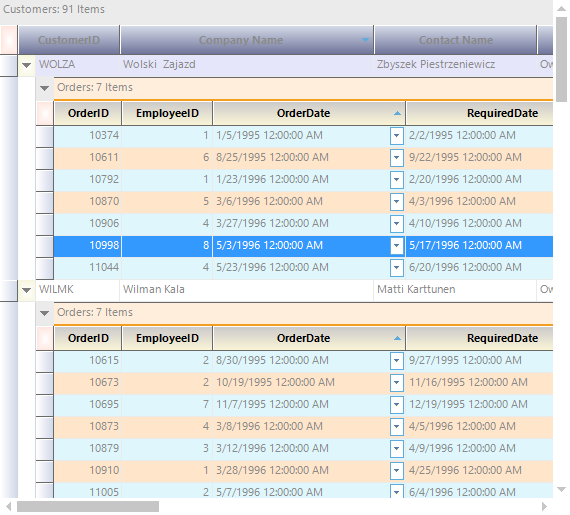 Customers: 91 Items
CustomerID Company Name Contact Name
WOLZA Wolski Zajazd Zbyszek Piestrzeniewicz Ow
Orders: 7 Items
OrderID EmployeeID OrderDate RequiredDate
10374 1 1/5/1995 12:00:00 AM 2/2/1995 12:00:00 AM
10611 6 8/25/1995 12:00:00 AM 9/22/1995 12:00:00 AM
10792 1 1/23/1996 12:00:00 AM 2/20/1996 12:00:00 AM
10870 5 3/6/1996 12:00:00 AM 4/3/1996 12:00:00 AM
10906 4 3/27/1996 12:00:00 AM 4/10/1996 12:00:00 AM
10998 8 5/3/1996 12:00:00 AM 5/17/1996 12:00:00 AM
11044 4 5/23/1996 12:00:00 AM 6/20/1996 12:00:00 AM
WILMK Wilman Kala Matti Karttunen Ow
Orders: 7 Items
OrderID EmployeeID OrderDate RequiredDate
10615 2 8/30/1995 12:00:00 AM 9/27/1995 12:00:00 AM
10673 2 10/19/1995 12:00:00 AM 11/16/1995 12:00:00 AM
10695 7 11/7/1995 12:00:00 AM 12/19/1995 12:00:00 AM
10873 4 3/8/1996 12:00:00 AM 4/5/1996 12:00:00 AM
10879 3 3/12/1996 12:00:00 AM 4/9/1996 12:00:00 AM
10910 1 3/28/1996 12:00:00 AM 4/25/1996 12:00:00 AM
11005 2 5/7/1996 12:00:00 AM 6/4/1996 12:00:00 AM